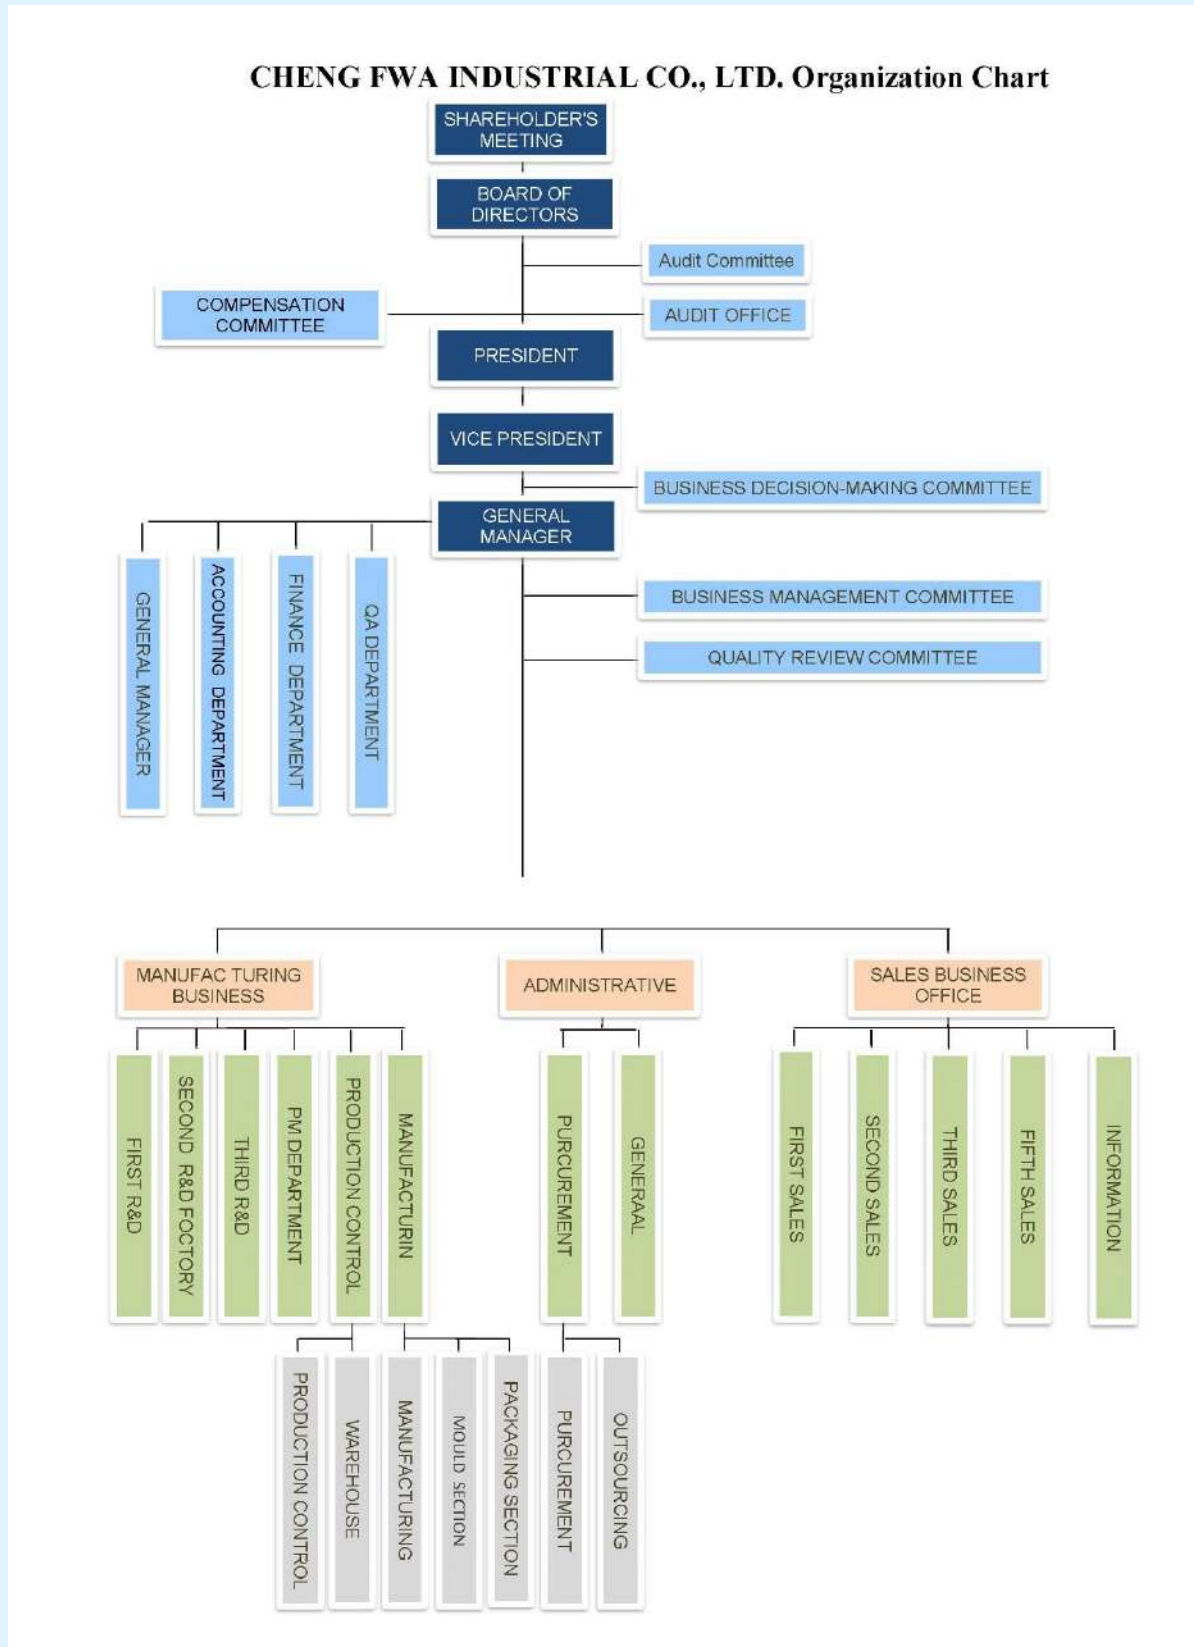 CHENG FWA INDUSTRIAL CO., LTD. Organization Chart
SHAREHOLDER'S
MEETING
BOARD OF
DIRECTORS
Audit Committee
COMPENSATION
COMMITTEE
AUDIT OFFICE
PRESIDENT
VICE PRESIDENT
BUSINESS DECISION-MAKING COMMITTEE
GENERAL
MANAGER
GENERAL MANAGER
ACCOUNTING DEPARTMENT
FINANCE DEPARTMENT
QA DEPARTMENT
BUSINESS MANAGEMENT COMMITTEE
QUALITY REVIEW COMMITTEE
MANUFAC TURING
BUSINESS
ADMINISTRATIVE
SALES BUSINESS
OFFICE
FIRST R&D
SECOND R&D FOCTORY
THIRD R&D
PM DEPARTMENT
PRODUCTION CONTROL
MANUFACTURIN
PURCUREMENT
GENERAAL
FIRST SALES
SECOND SALES
THIRD SALES
FIFTH SALES
INFORMATION
PRODUCTION CONTROL
WAREHOUSE
MANUFACTURING
MOULD SECTION
PACKAGING SECTION
PURCUREMENT
OUTSOURCING